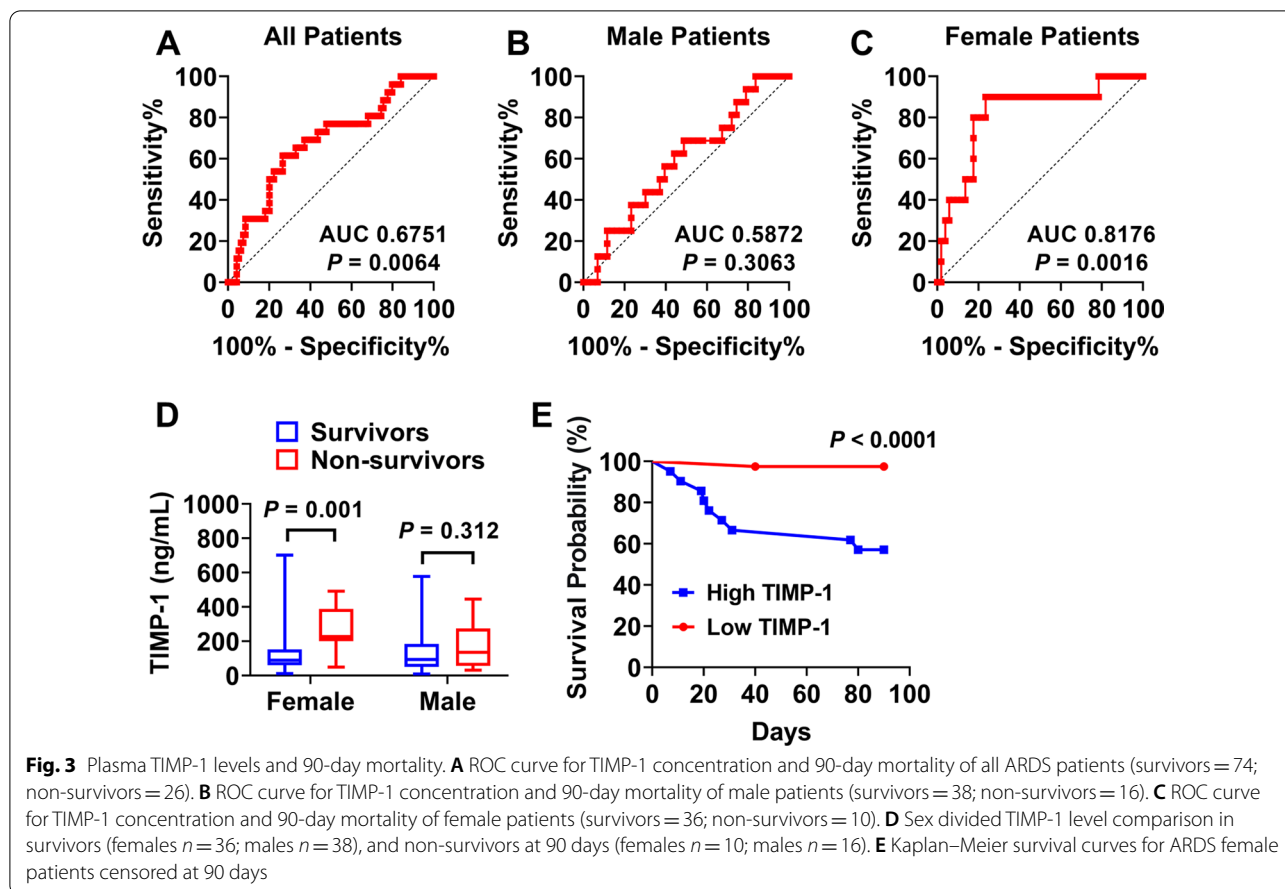 A All Patients
Sensitivity%
100
80
60
40
20
0
AUC 0.6751
P = 0.0064
0 20 40 60 80 100
100% - Specificity%
B Male Patients
Sensitivity%
100
80
60
40
20
0
AUC 0.5872
P = 0.3063
0 20 40 60 80 100
100% - Specificity%
C Female Patients
Sensitivity%
100
80
60
40
20
0
AUC 0.8176
P = 0.0016
0 20 40 60 80 100
100% - Specificity%
D
Survivors
Non-survivors
TIMP-1 (ng/mL)
1000
800
600
400
200
0
P = 0.001
P = 0.312
Female Male
E
P < 0.0001
Survival Probability (%)
100
80
60
40
20
0
High TIMP-1
Low TIMP-1
0 20 40 60 80 100
Days
Fig. 3 Plasma TIMP-1 levels and 90-day mortality. A ROC curve for TIMP-1 concentration and 90-day mortality of all ARDS patients (survivors = 74;
non-survivors = 26). B ROC curve for TIMP-1 concentration and 90-day mortality of male patients (survivors = 38; non-survivors = 16). C ROC curve
for TIMP-1 concentration and 90-day mortality of female patients (survivors = 36; non-survivors = 10). D Sex divided TIMP-1 level comparison in
survivors (females n = 36; males n = 38), and non-survivors at 90 days (females n = 10; males n = 16). E Kaplan–Meier survival curves for ARDS female
patients censored at 90 days